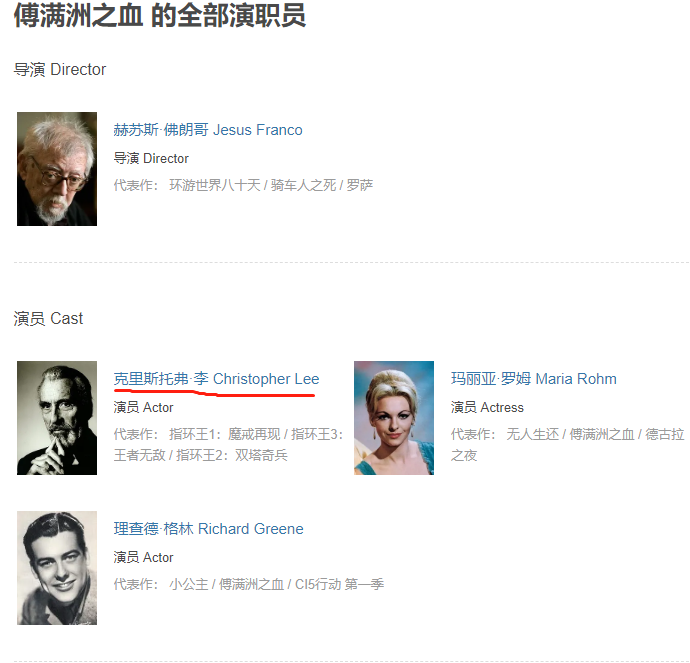 傅满洲之血 的全部演职员
导演 Director
赫苏斯·佛朗哥 Jesus Franco
导演 Director
代表作： 环游世界八十天 / 骑车人之死 / 罗萨
演员 Cast
克里斯托弗·李 Christopher Lee
演员 Actor
代表作： 指环王1：魔戒再现 / 指环王3：
王者无敌 / 指环王2：双塔奇兵
玛丽亚·罗姆 Maria Rohm
演员 Actress
代表作： 无人生还 / 傅满洲之血 / 德古拉
之夜
理查德·格林 Richard Greene
演员 Actor
代表作： 小公主 / 傅满洲之血 / CI5行动 第一季